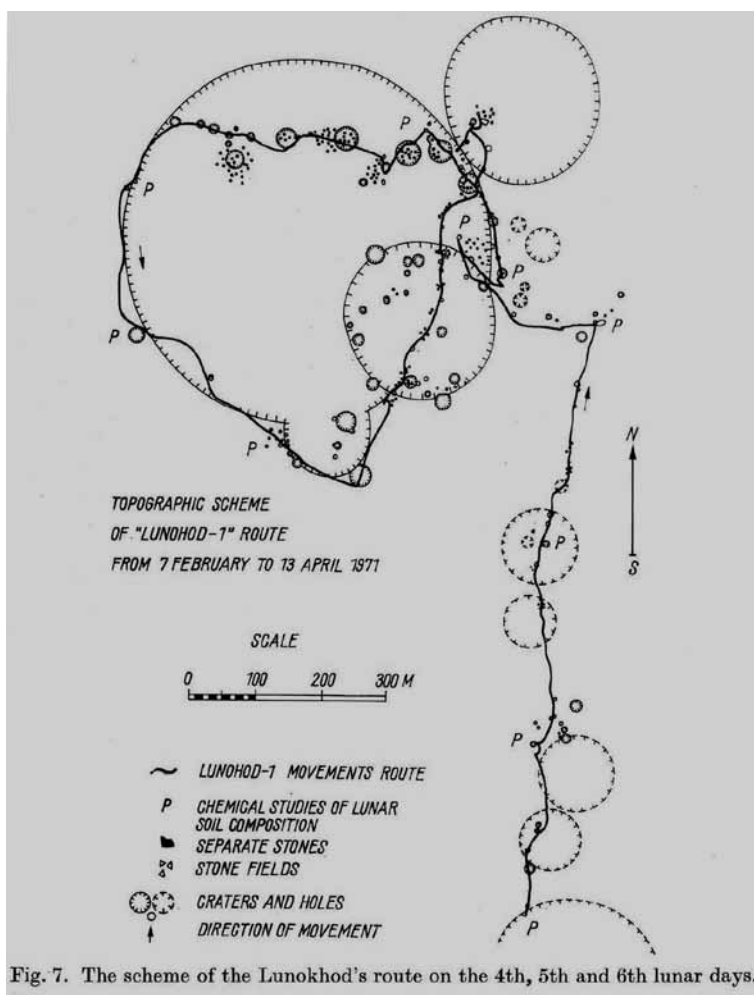 P
P
P
P
P
P
P
N
S
P
P
P
TOPOGRAPHIC SCHEME
OF "LUNOHOD-1" ROUTE
FROM 7 FEBRUARY TO 13 APRIL 1971
SCALE
0 100 200 300 M
LUNOHOD-1 MOVEMENTS ROUTE
P CHEMICAL STUDIES OF LUNAR
SOIL COMPOSITION
SEPARATE STONES
STONE FIELDS
CRATERS AND HOLES
DIRECTION OF MOVEMENT
Fig. 7. The scheme of the Lunokhod's route on the 4th, 5th and 6th lunar days.